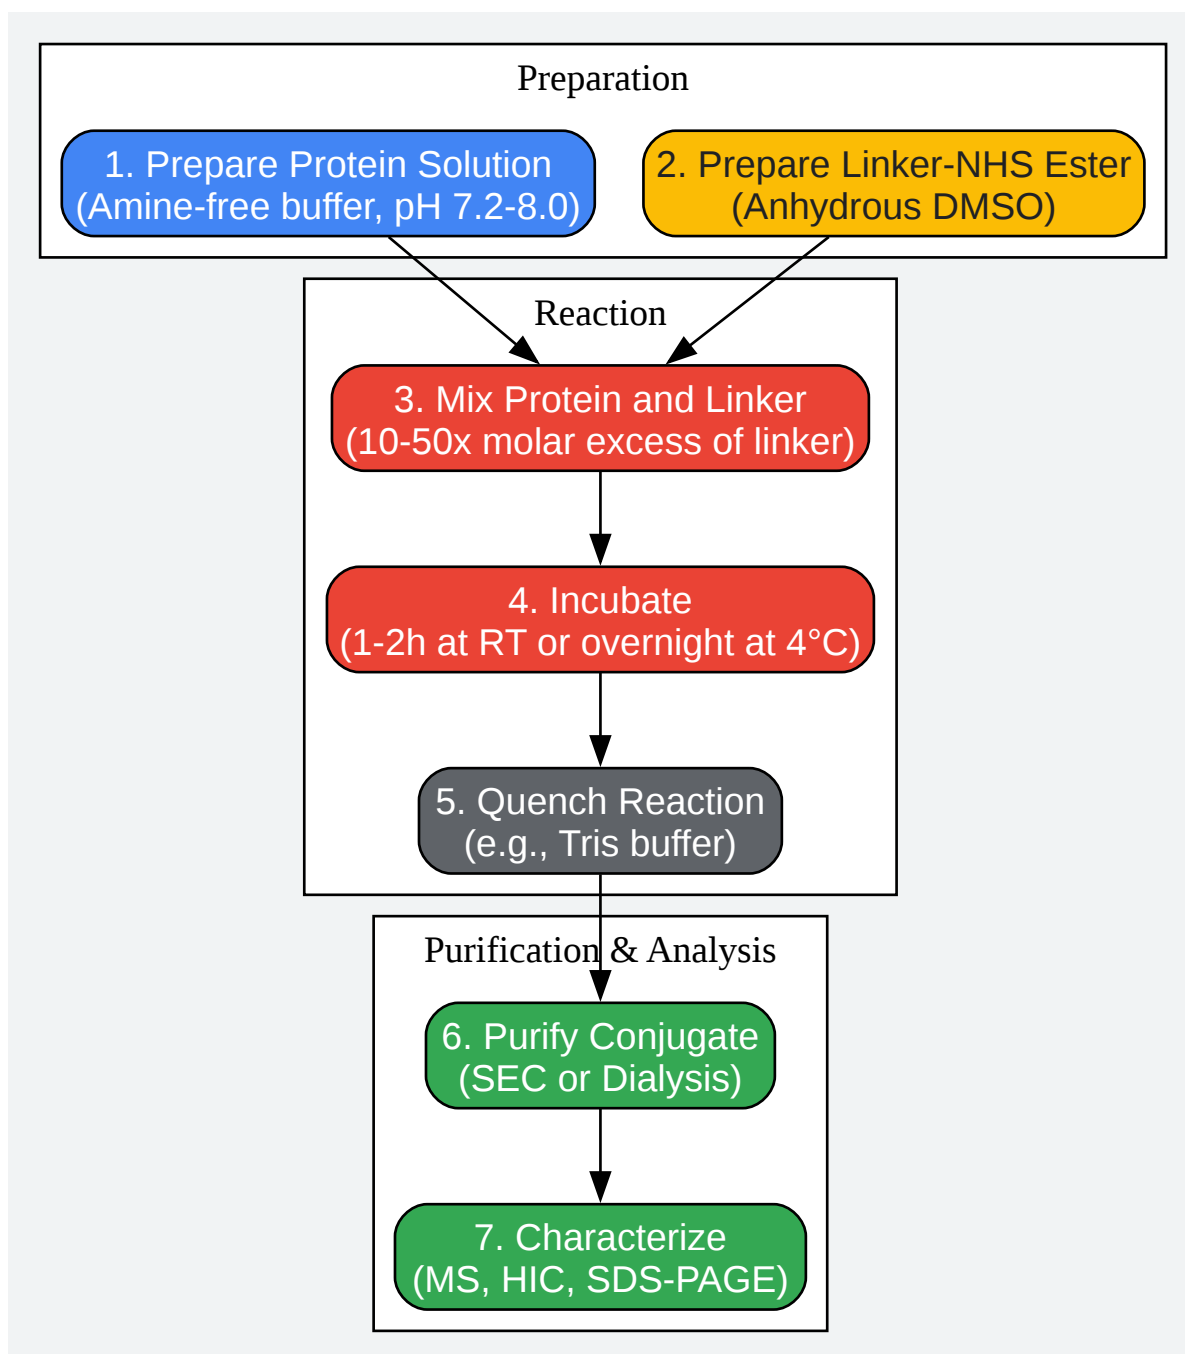 Preparation
1. Prepare Protein Solution
(Amine-free buffer, pH 7.2-8.0)
2. Prepare Linker-NHS Ester
(Anhydrous DMSO)
Reaction
3. Mix Protein and Linker
(10-50x molar excess of linker)
4. Incubate
(1-2h at RT or overnight at 4°C)
5. Quench Reaction
(e.g., Tris buffer)
Purification & Analysis
6. Purify Conjugate
(SEC or Dialysis)
7. Characterize
(MS, HIC, SDS-PAGE)